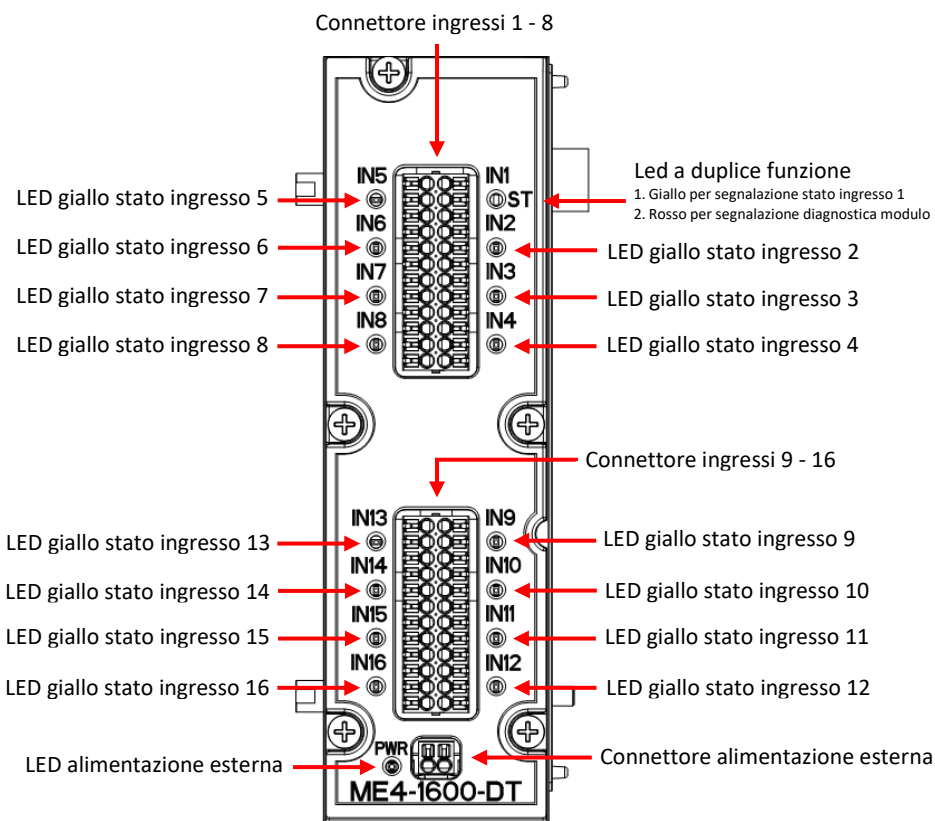 Connettore ingressi 1 - 8
IN5 IN1
LED giallo stato ingresso 5
ST
Led a duplice funzione
1. Giallo per segnalazione stato ingresso 1
2. Rosso per segnalazione diagnostica modulo
IN6 IN2
LED giallo stato ingresso 6
LED giallo stato ingresso 2
IN7 IN3
LED giallo stato ingresso 7
LED giallo stato ingresso 3
IN8 IN4
LED giallo stato ingresso 8
LED giallo stato ingresso 4
Connettore ingressi 9 - 16
IN13 IN9
LED giallo stato ingresso 13
LED giallo stato ingresso 9
IN14 IN10
LED giallo stato ingresso 14
LED giallo stato ingresso 10
IN15 IN11
LED giallo stato ingresso 15
LED giallo stato ingresso 11
IN16 IN12
LED giallo stato ingresso 16
LED giallo stato ingresso 12
PWR
LED alimentazione esterna
Connettore alimentazione esterna
ME4-1600-DT